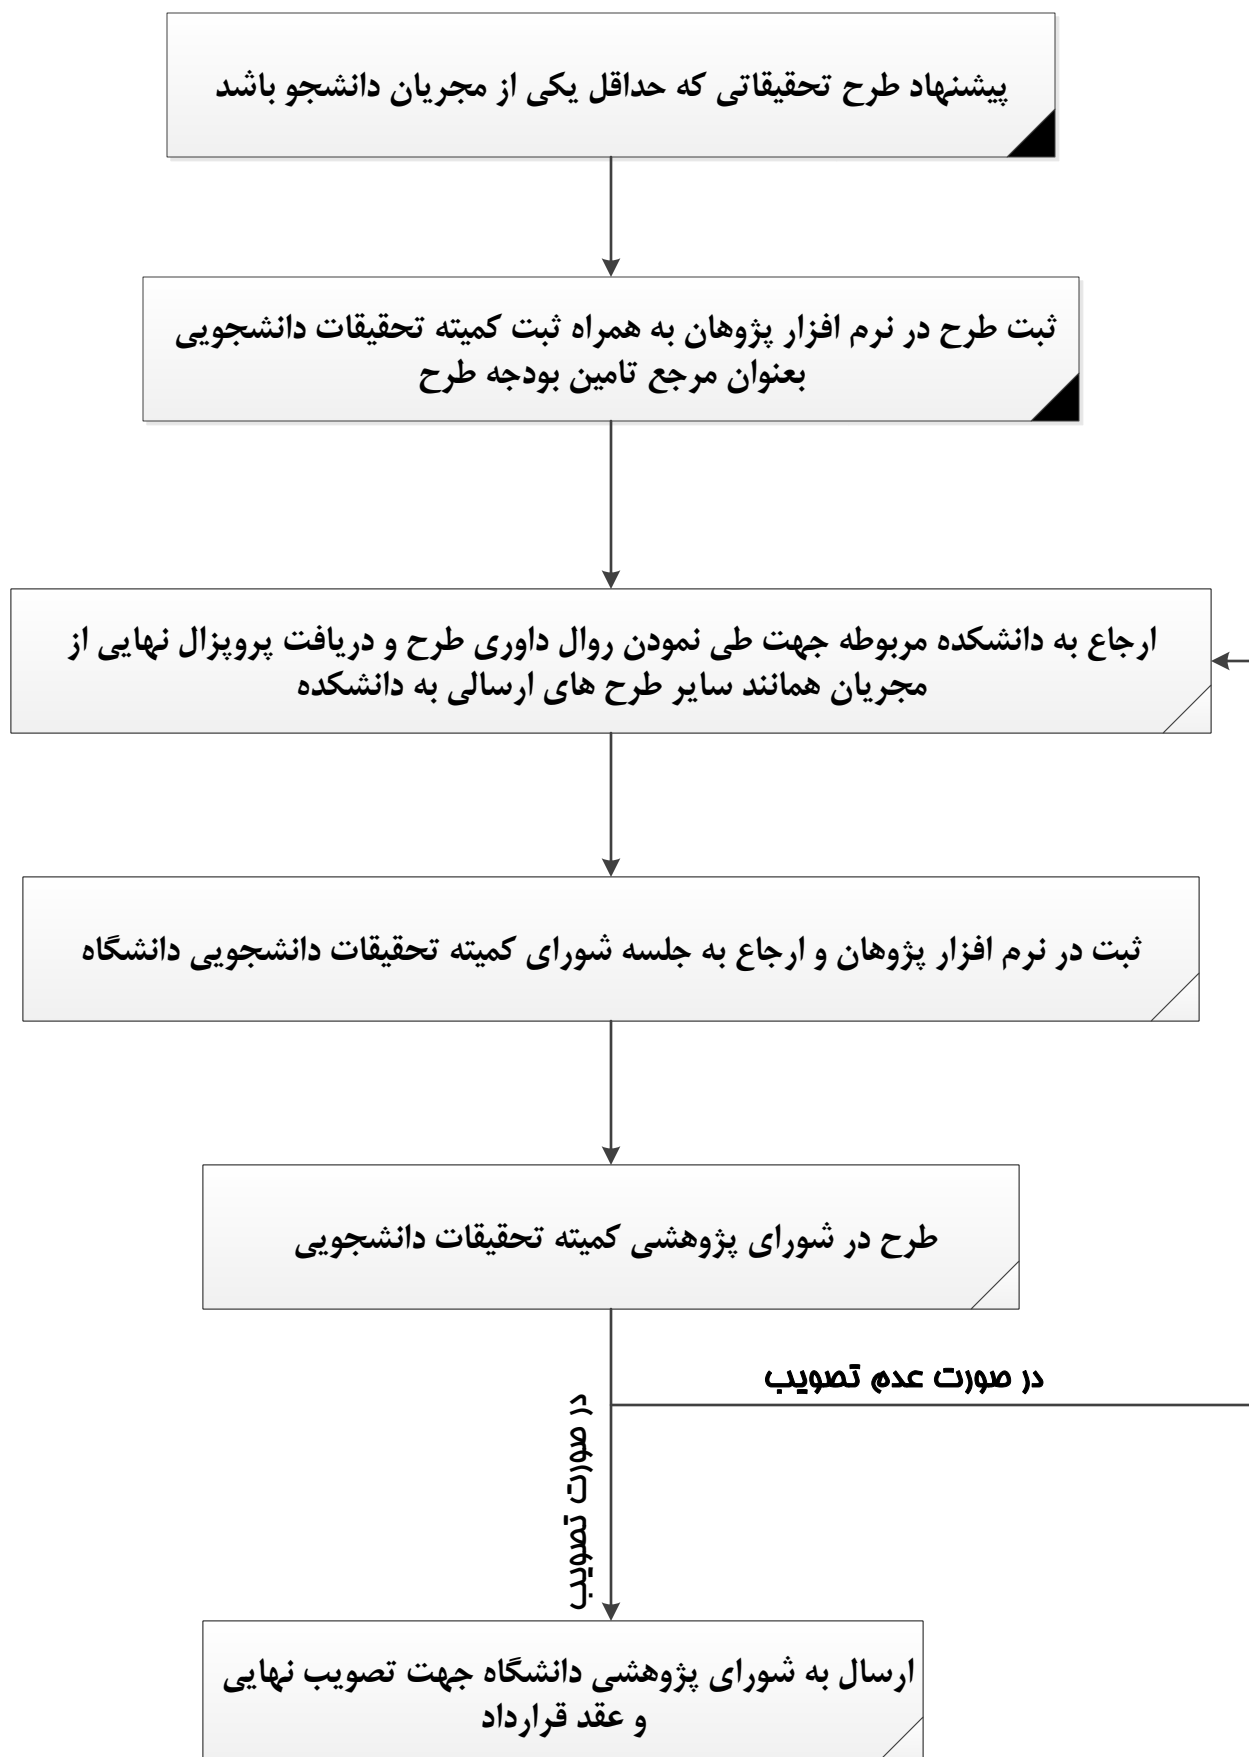 پیشنهاد طرح تحقیقاتی که حداقل یکی از مجریان دانشجو باشد
ثبت طرح در نرم افزار پژوهان به همراه ثبت کمیته تحقیقات دانشجویی
بعنوان مرجع تامین بودجه طرح
ارجاع به دانشکده مربوطه جهت طی نمودن روال داوری طرح و دریافت پروپزال نهایی از
مجریان همانند سایر طرح های ارسالی به دانشکده
ثبت در نرم افزار پژوهان و ارجاع به جلسه شورای کمیته تحقیقات دانشجویی دانشگاه
طرح در شورای پژوهشی کمیته تحقیقات دانشجویی
در صورت عدم تصویب
در صورت تصویب
ارسال به شورای پژوهشی دانشگاه جهت تصویب نهایی
و عقد قرارداد